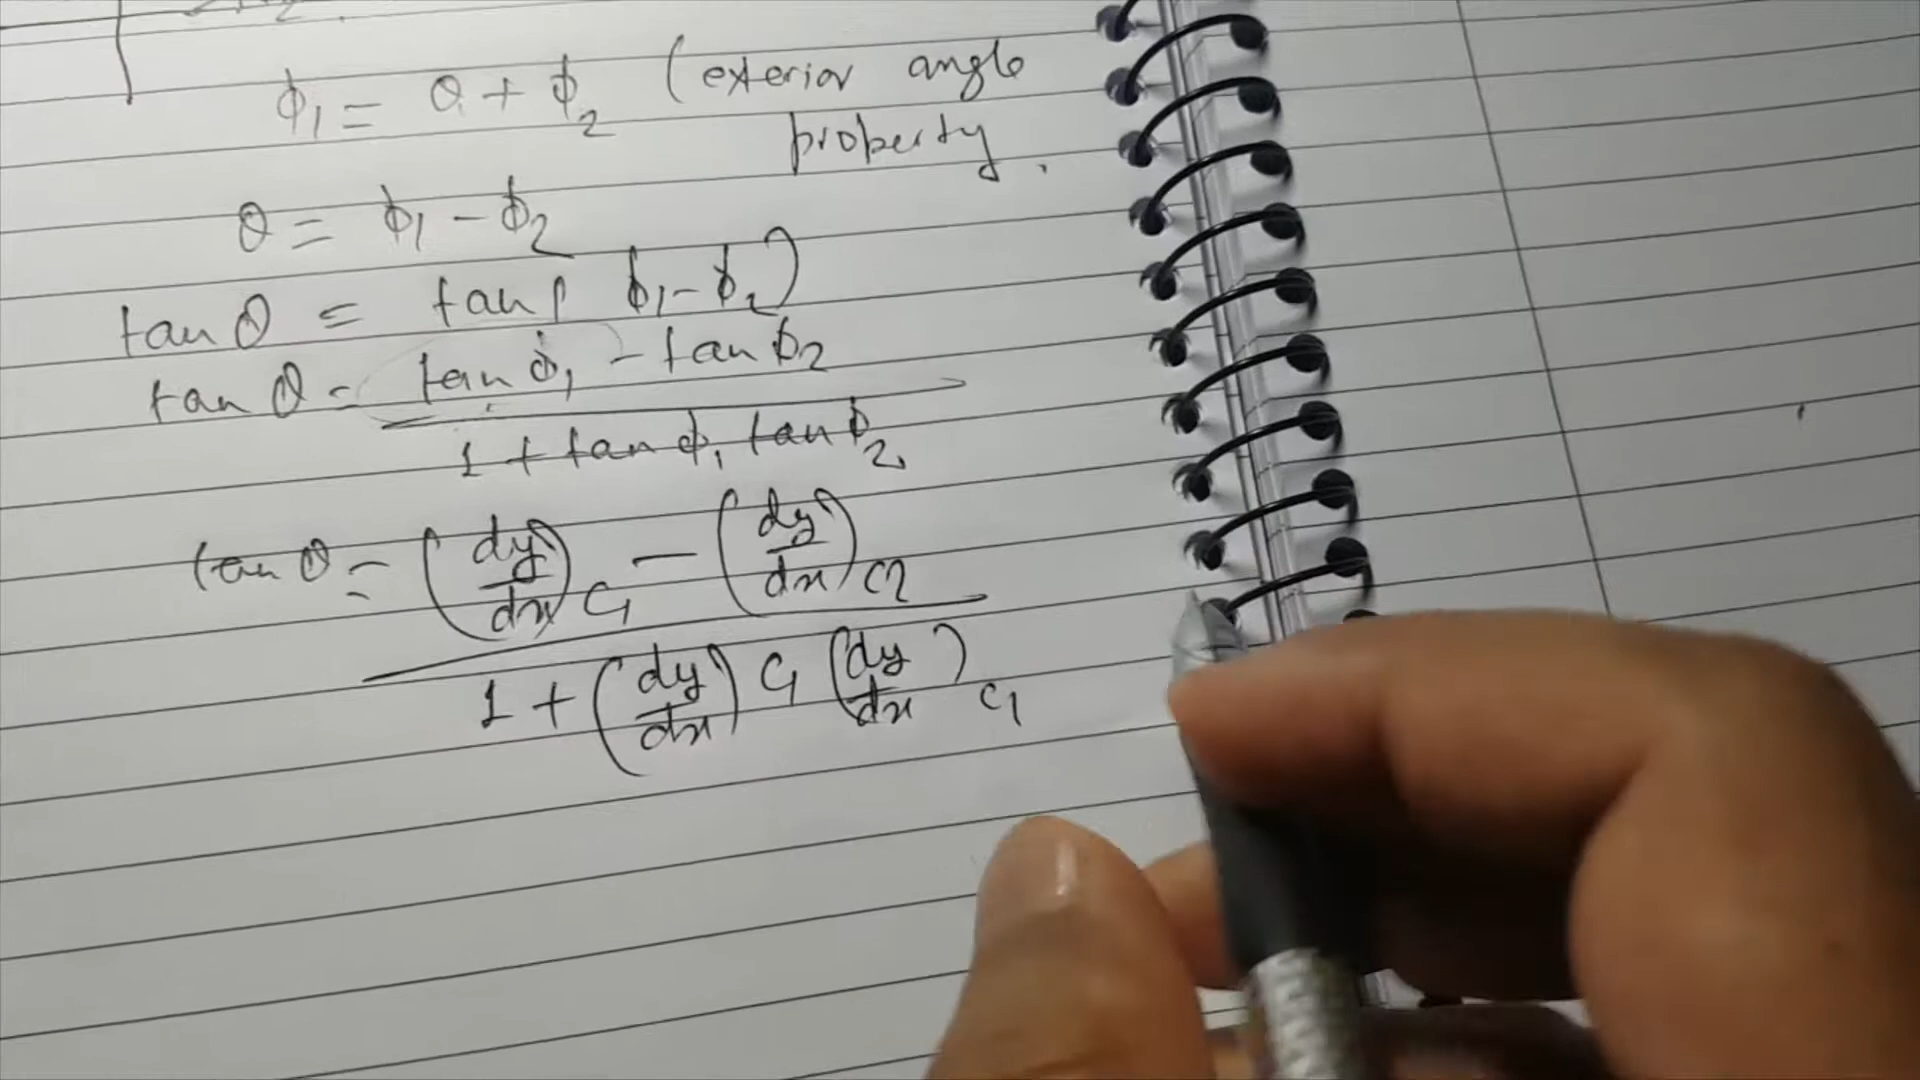 ϕ₁ = θ + ϕ₂ (exterior angle
property.
θ = ϕ₁ - ϕ₂
tan θ = tan( ϕ₁ - ϕ₂)
tan θ = tan ϕ₁ - tan ϕ₂
1 + tan ϕ₁ tan ϕ₂
tan θ = (dy/dx) C₁ - (dy/dx) C2
1 + (dy/dx) C₁ (dy/dx) C₁